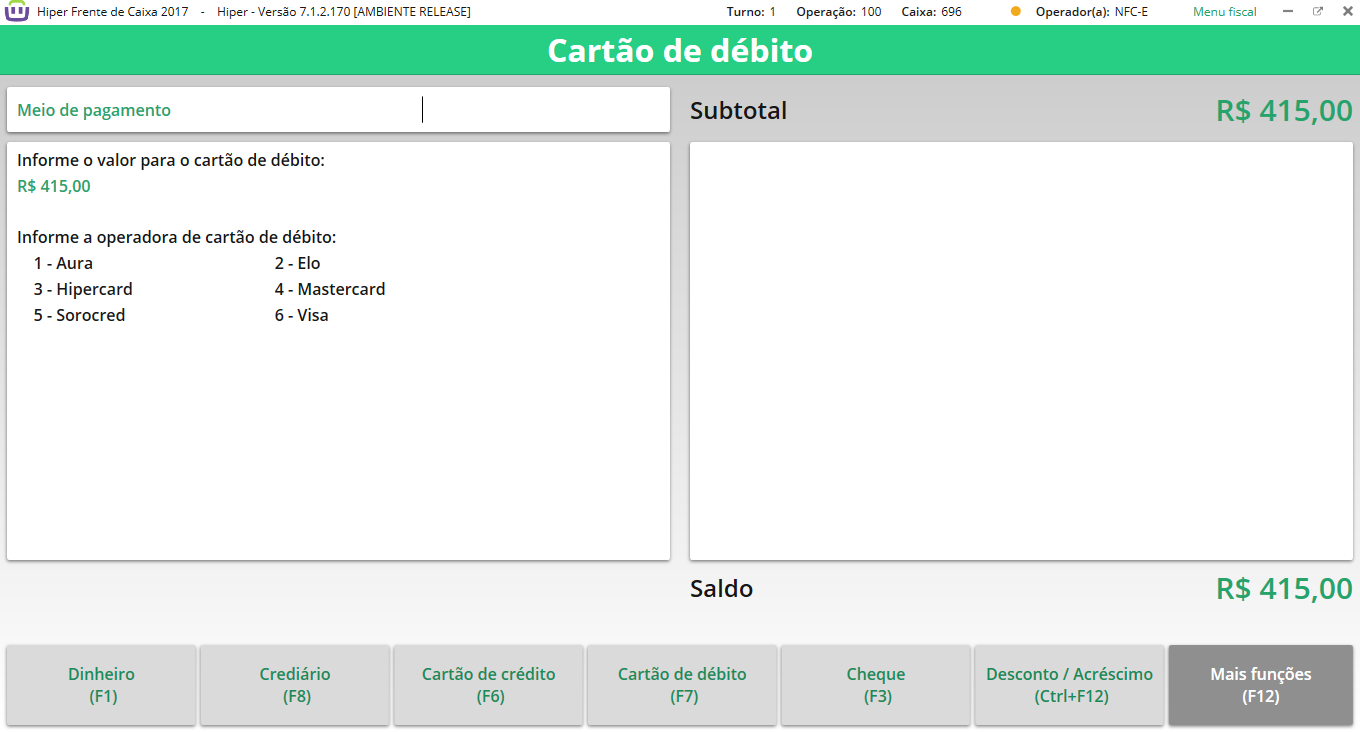 Hiper Frente de Caixa 2017 - Hiper - Versão 7.1.2.170 [AMBIENTE RELEASE] Turno: 1 Operação: 100 Caixa: 696 Operador(a): NFC-E Menu fiscal
Cartão de débito
Meio de pagamento
Subtotal R$ 415,00
Informe o valor para o cartão de débito:
R$ 415,00
Informe a operadora de cartão de débito:
1 - Aura 2 - Elo
3 - Hipercard 4 - Mastercard
5 - Sorocred 6 - Visa
Saldo R$ 415,00
Dinheiro Crediário Cartão de crédito Cartão de débito Cheque Desconto / Acréscimo Mais funções
(F1) (F8) (F6) (F7) (F3) (Ctrl+F12) (F12)